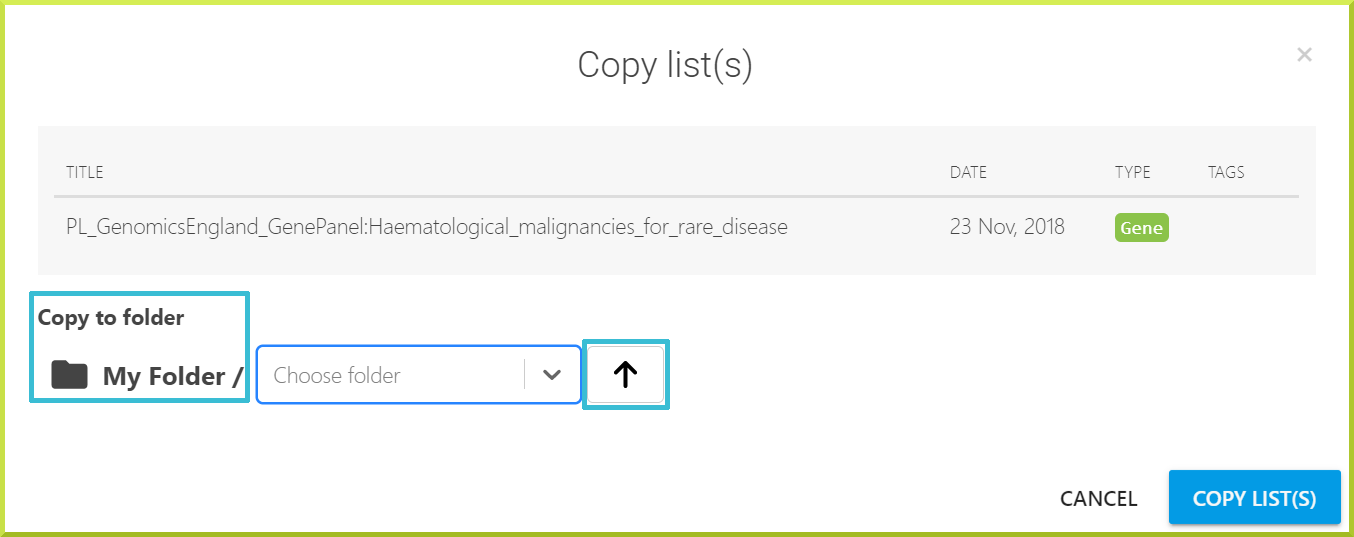 Copy list(s)
×
TITLE DATE TYPE TAGS
PL_GenomicsEngland_GenePanel:Haematological_malignancies_for_rare_disease 23 Nov, 2018 Gene
Copy to folder
My Folder / Choose folder
CANCEL COPY LIST(S)